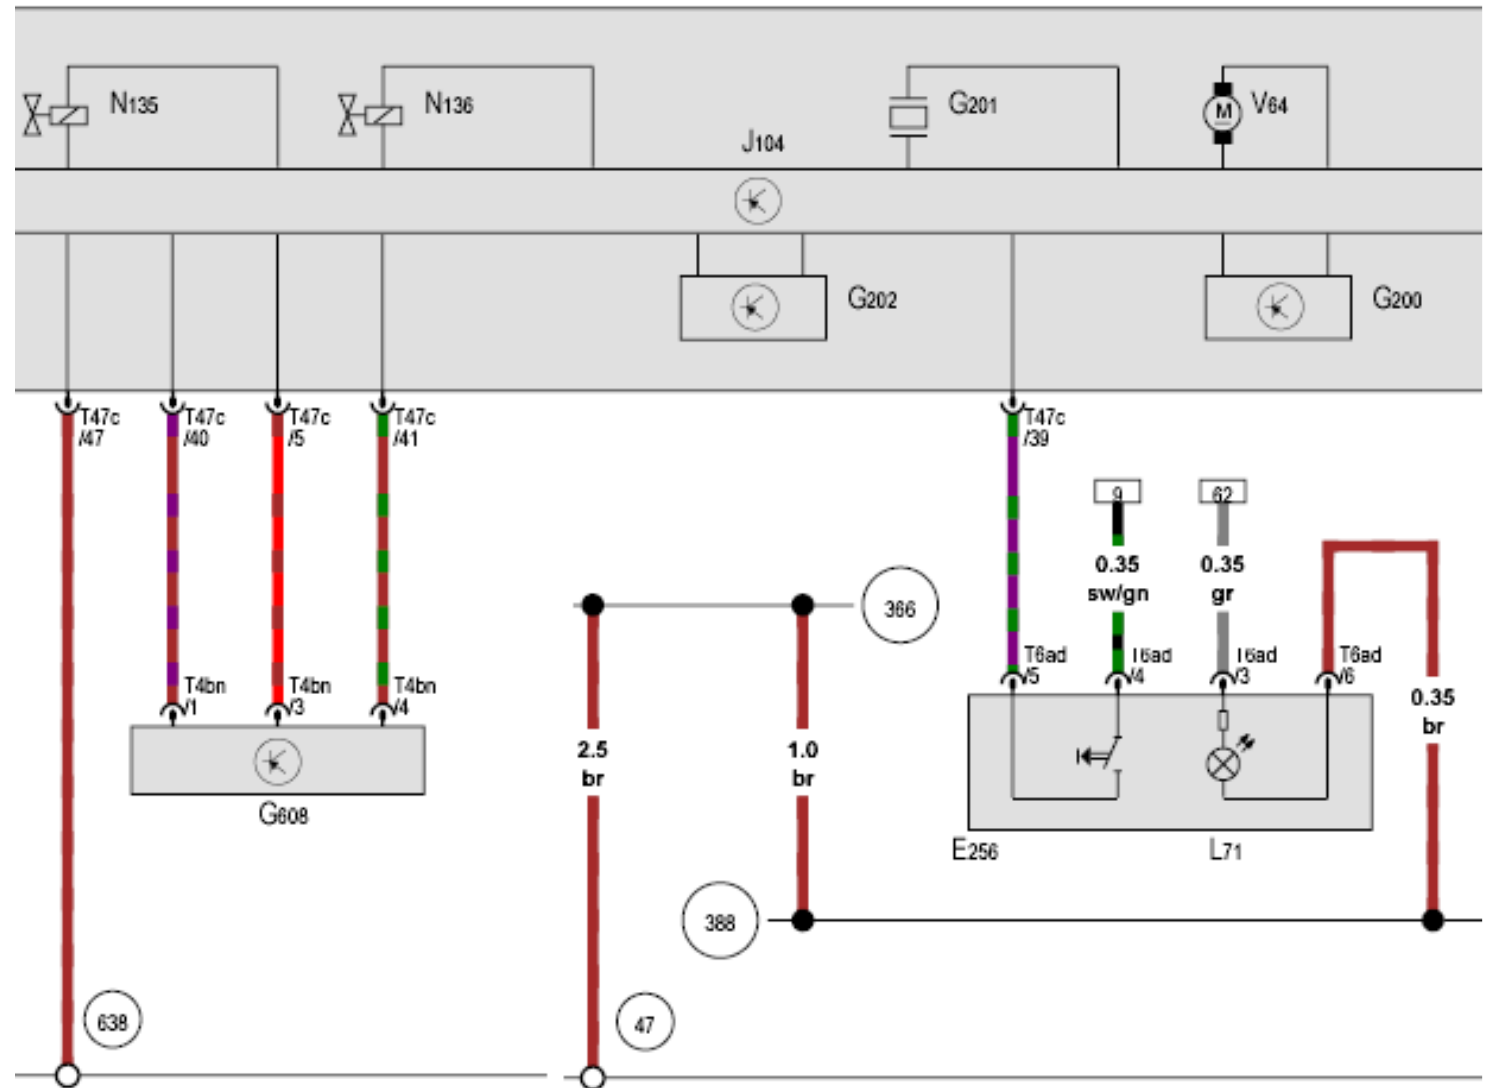 N135
N136
G201
V64
M
J104
G202
G200
T47c
/47
T47c
/40
T47c
/5
T47c
/41
T47c
/39
9
62
0.35
sw/gn
0.35
gr
366
T4bn
/1
T4bn
/3
T4bn
/4
T6ad
/5
T6ad
/4
T6ad
/3
T6ad
/6
0.35
br
2.5
br
1.0
br
G608
E256
L71
388
638
47